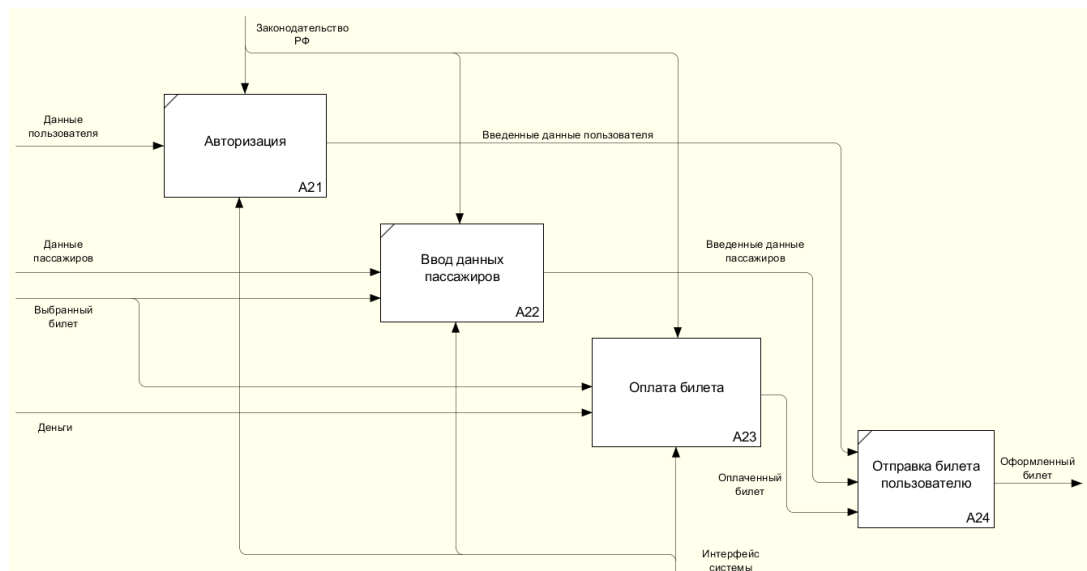 Законодательство
РФ
Данные
пользователя
Авторизация
A21
Введенные данные пользователя
Данные
пассажиров
Ввод данных
пассажиров
A22
Введенные данные
пассажиров
Выбранный
билет
Оплата билета
A23
Деньги
Оплаченный
билет
Отправка билета
пользователю
A24
Оформленный
билет
Интерфейс
системы